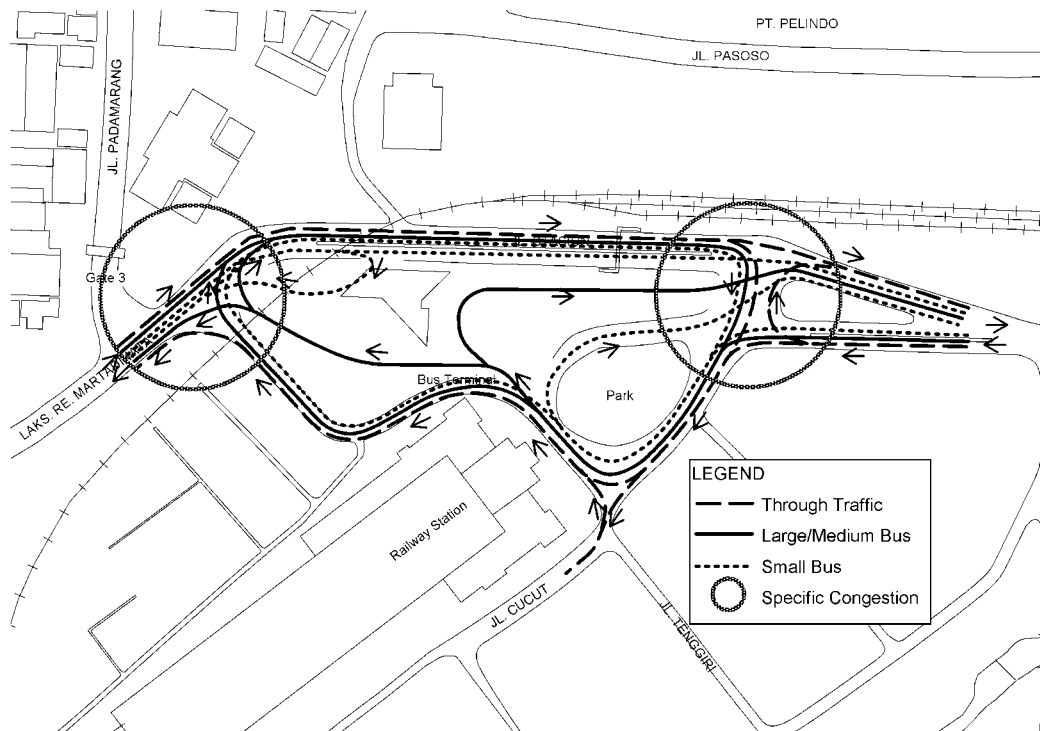 PT. PELINDO
JL. PASOSO
JL. PADAMARANG
Gate 3
LAKS. RE. MARTAD
Bus Terminal
Park
Railway Station
JL. CUCUT
JL. TENGGIRI
LEGEND
Through Traffic
Large/Medium Bus
Small Bus
Specific Congestion